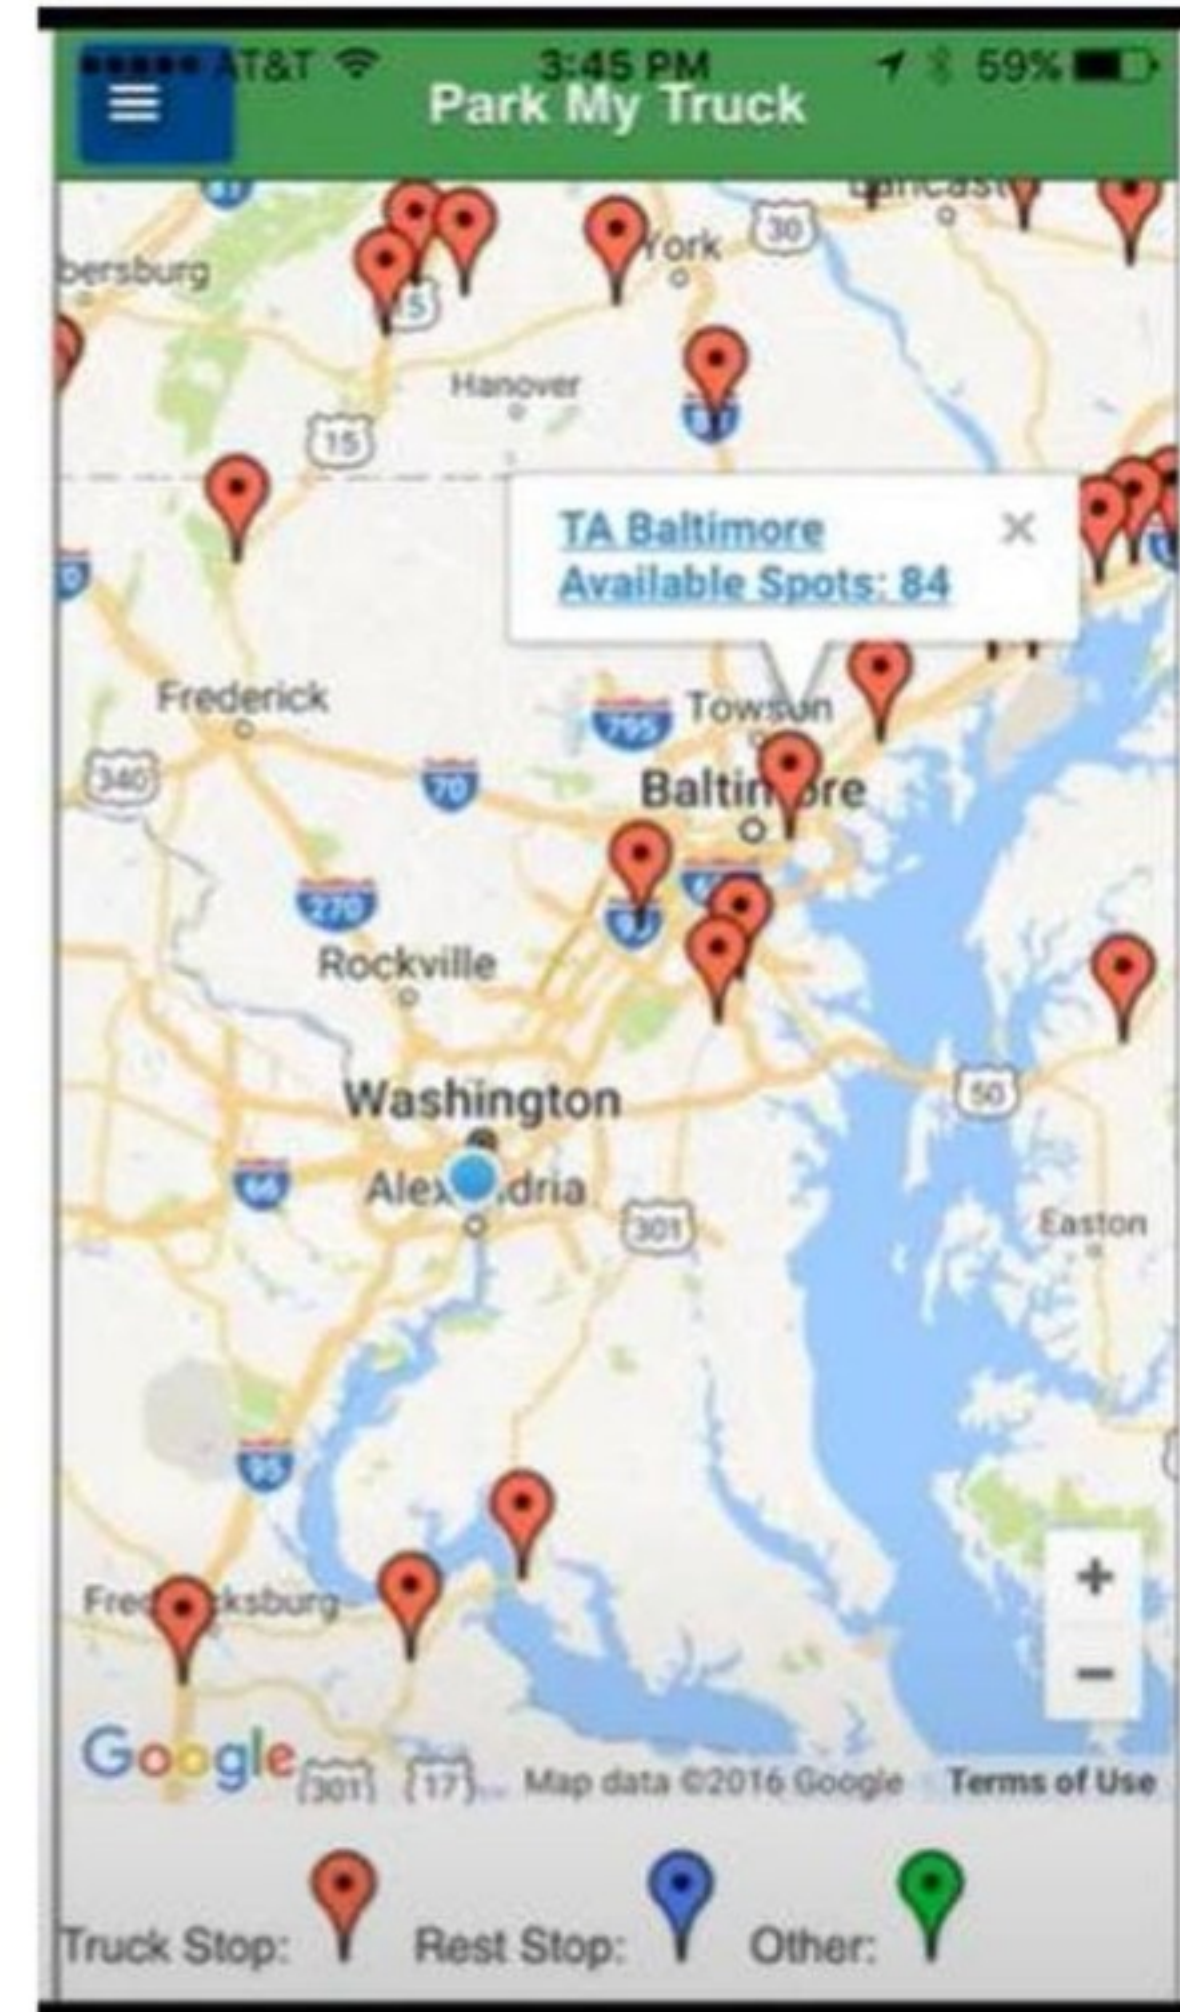 AT&T 3:45 PM 59%
Park My Truck
30
York
bersburg
15
Hanover
15
TA Baltimore
Available Spots: 84
Towson
Frederick
795
340
70
Baltimore
270
Rockville
Washington
50
66
Alexandria
301
Easton
95
Fredericksburg
+
−
Google
301
17
Map data ©2016 Google
Terms of Use
Truck Stop:
Rest Stop:
Other: